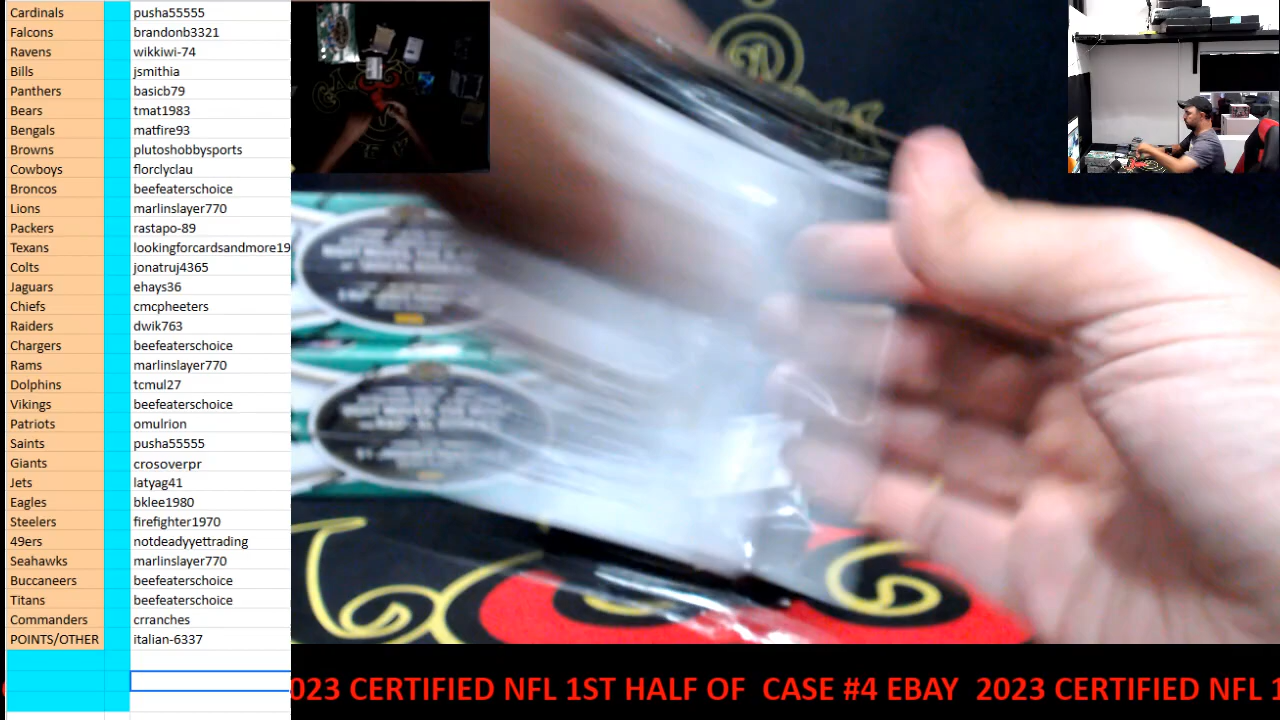 Cardinals pusha55555
Falcons brandonb3321
Ravens wikkiwi-74
Bills jsmithia
Panthers basicb79
Bears tmat1983
Bengals matfire93
Browns plutoshobbysports
Cowboys florclyclau
Broncos beefeaterschoice
Lions marlinslayer770
Packers rastapo-89
Texans lookingforcardsandmore19
Colts jonatruj4365
Jaguars ehays36
Chiefs cmcpheeters
Raiders dwik763
Chargers beefeaterschoice
Rams marlinslayer770
Dolphins tcmul27
Vikings beefeaterschoice
Patriots omulrion
Saints pusha55555
Giants crosoverpr
Jets latyag41
Eagles bklee1980
Steelers firefighter1970
49ers notdeadyyettrading
Seahawks marlinslayer770
Buccaneers beefeaterschoice
Titans beefeaterschoice
Commanders crranches
POINTS/OTHER italian-6337
023 CERTIFIED NFL 1ST HALF OF CASE #4 EBAY 2023 CERTIFIED NFL 1